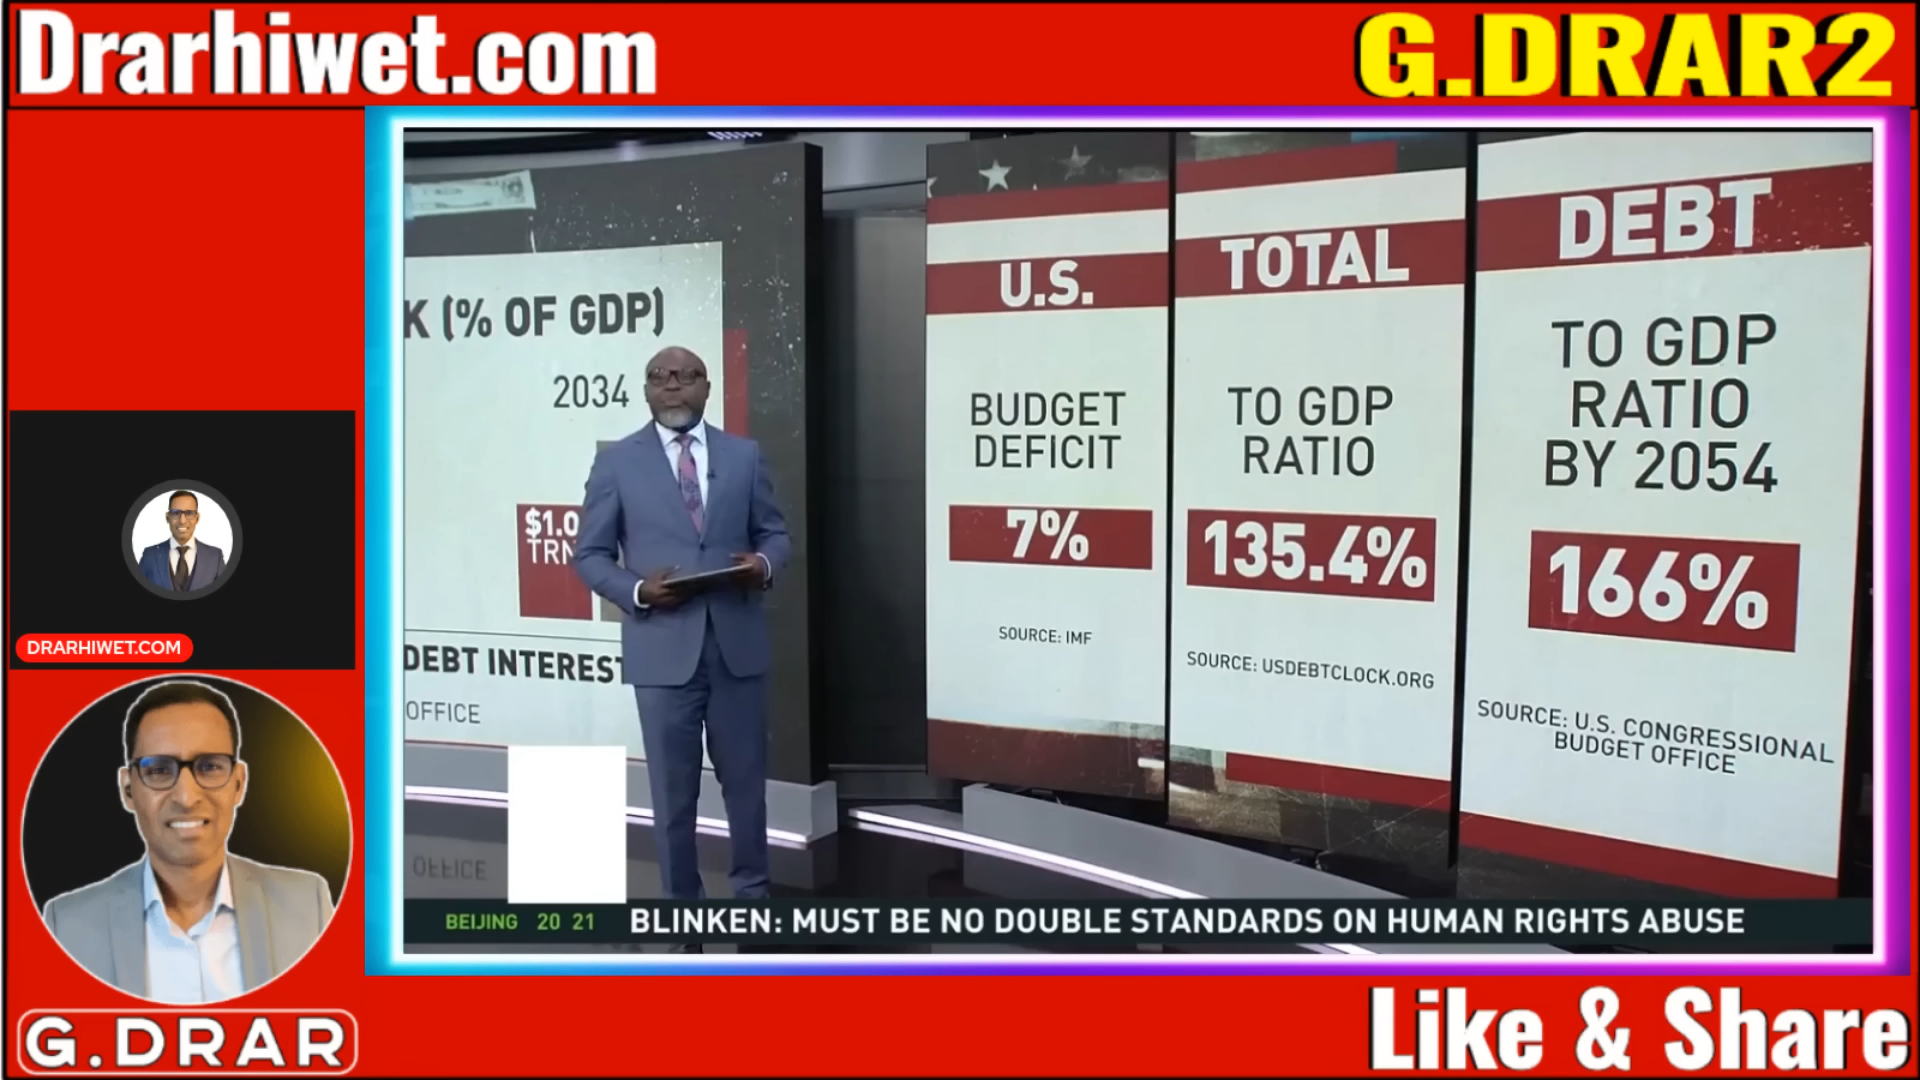 Drarhiwet.com
G.DRAR2
K (% OF GDP)
2034
$1.0
TRN
DEBT INTEREST
OFFICE
U.S.
BUDGET
DEFICIT
7%
SOURCE: IMF
TOTAL
TO GDP
RATIO
135.4%
SOURCE: USDEBTCLOCK.ORG
DEBT
TO GDP
RATIO
BY 2054
166%
SOURCE: U.S. CONGRESSIONAL
BUDGET OFFICE
DRARHIWET.COM
BEIJING 20 21 BLINKEN: MUST BE NO DOUBLE STANDARDS ON HUMAN RIGHTS ABUSE
G.DRAR
Like & Share